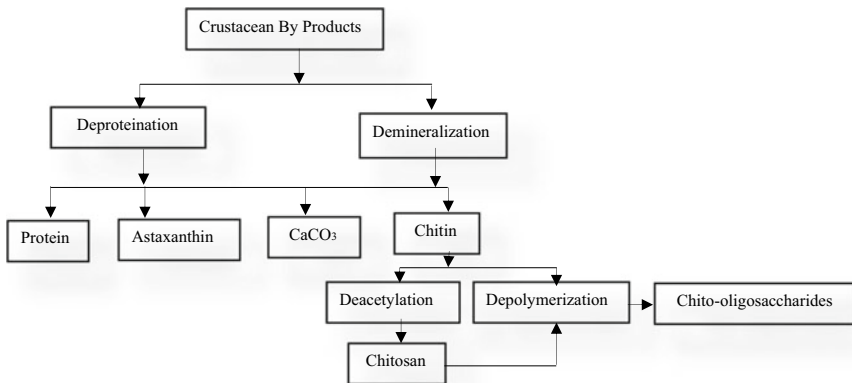 Crustacean By Products
Deproteination
Demineralization
Protein
Astaxanthin
CaCO₃
Chitin
Deacetylation
Depolymerization
Chito-oligosaccharides
Chitosan